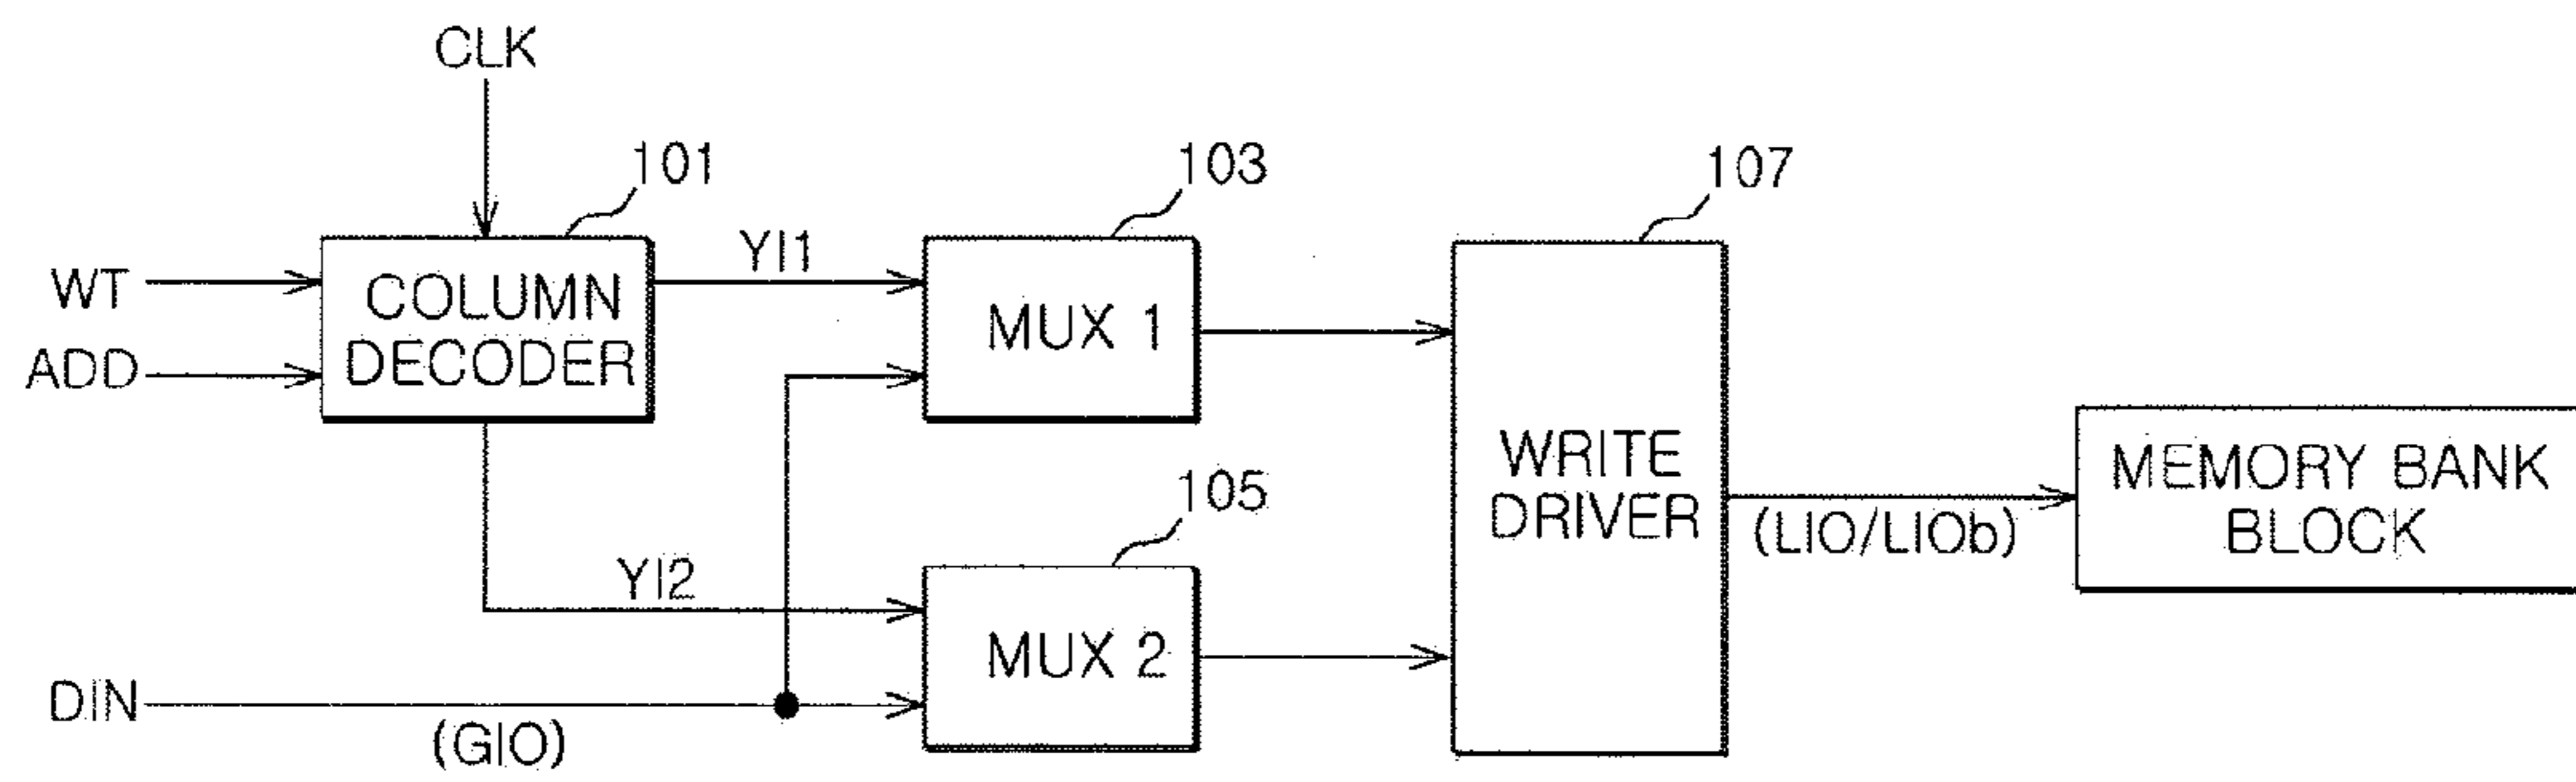 CLK
101
103
107
WT
ADD
COLUMN
DECODER
YI1
MUX 1
WRITE
DRIVER
MEMORY BANK
BLOCK
(LIO/LIOb)
105
YI2
MUX 2
DIN
(GIO)